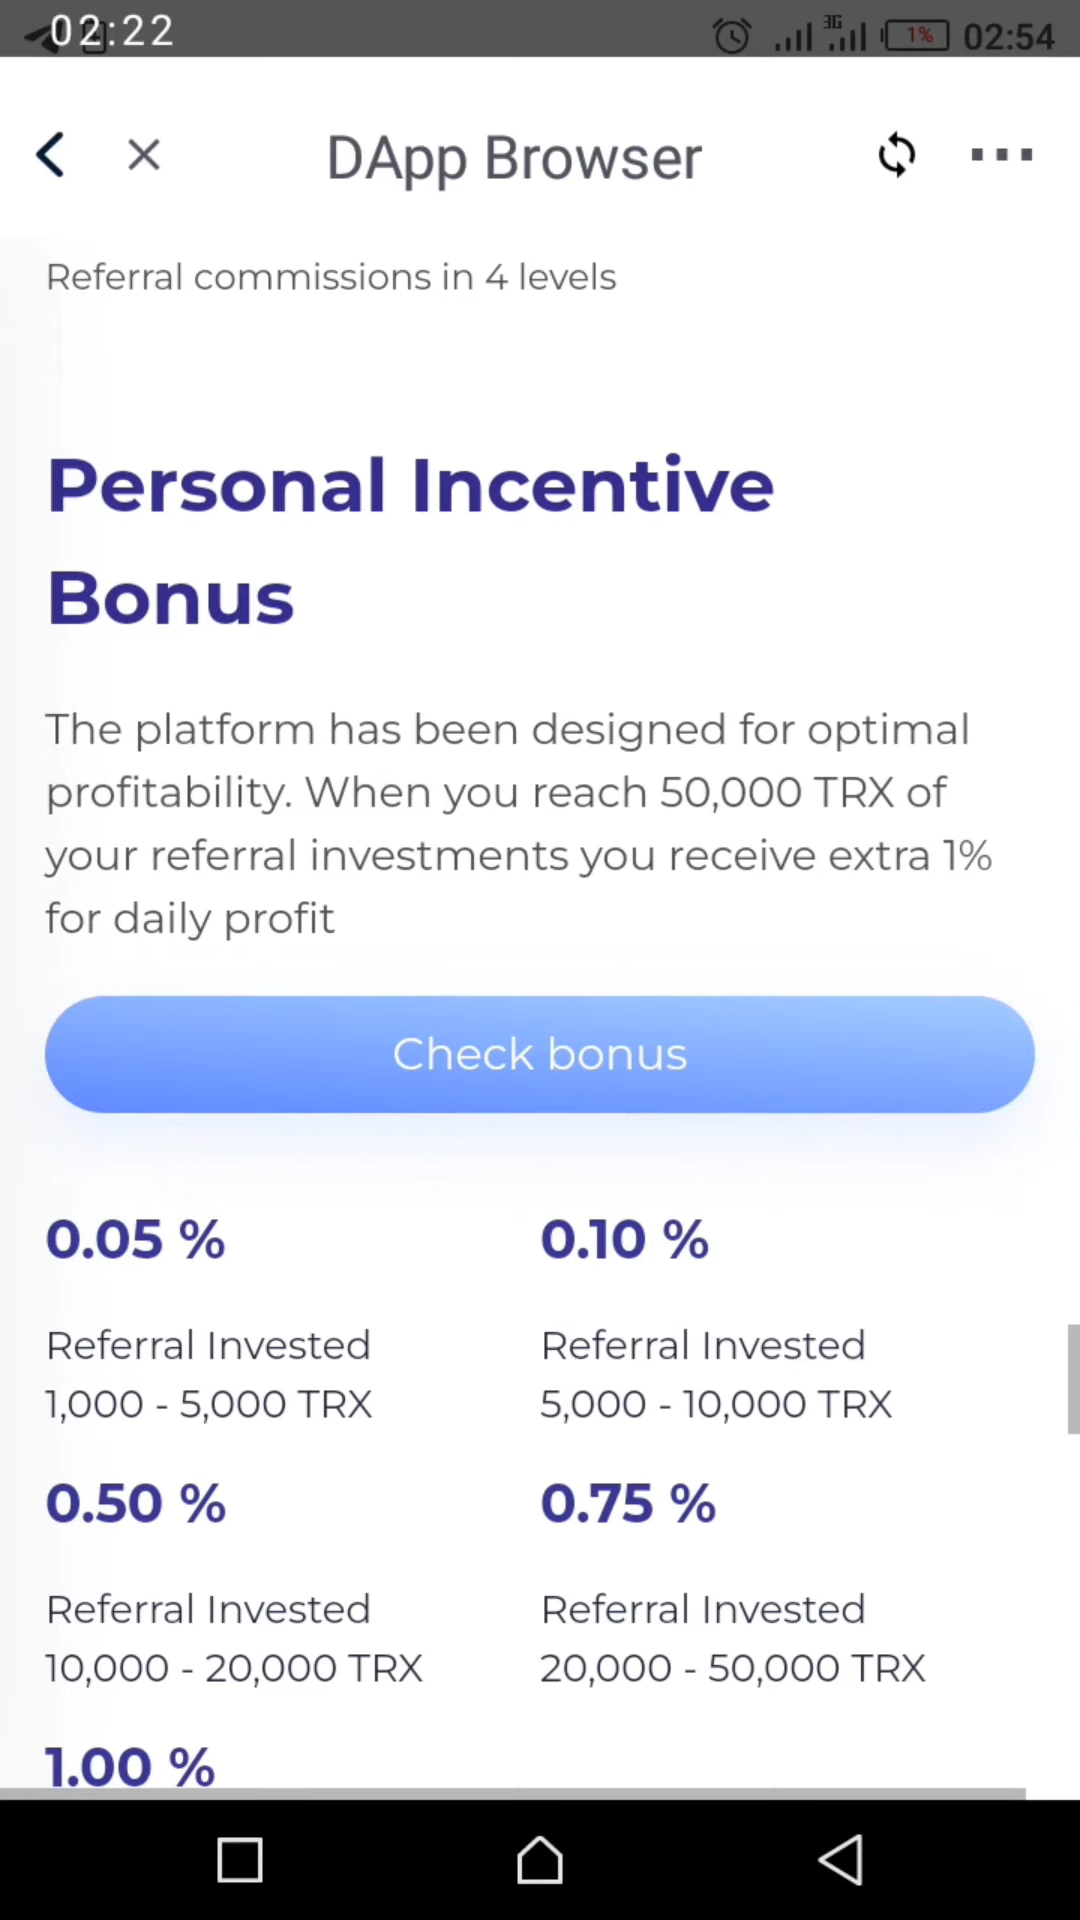 02:22
3G
1%
02:54
DApp Browser
Referral commissions in 4 levels
Personal Incentive
Bonus
The platform has been designed for optimal
profitability. When you reach 50,000 TRX of
your referral investments you receive extra 1%
for daily profit
Check bonus
0.05 %
Referral Invested
1,000 - 5,000 TRX
0.10 %
Referral Invested
5,000 - 10,000 TRX
0.50 %
Referral Invested
10,000 - 20,000 TRX
0.75 %
Referral Invested
20,000 - 50,000 TRX
1.00 %